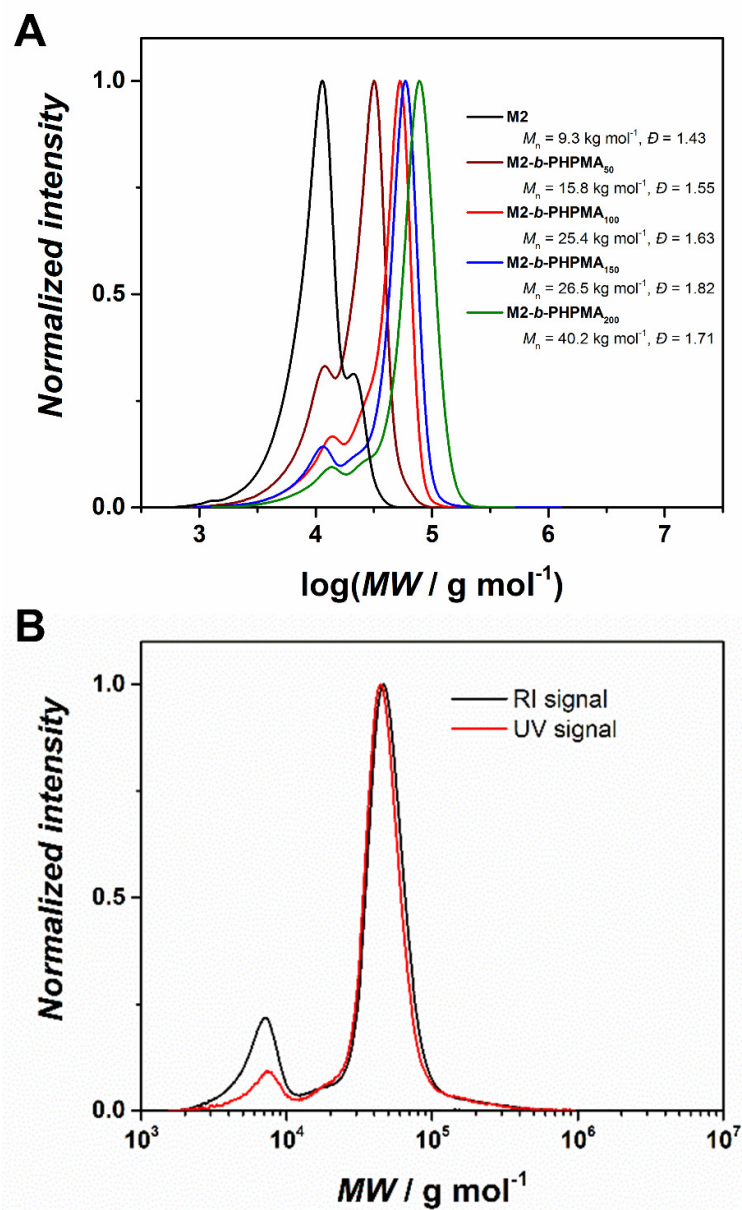 A
Normalized intensity
1.0
0.5
0.0
3 4 5 6 7
log(MW / g mol⁻¹)
M2
Mn = 9.3 kg mol⁻¹, Đ = 1.43
M2-b-PHPMA₅₀
Mn = 15.8 kg mol⁻¹, Đ = 1.55
M2-b-PHPMA₁₀₀
Mn = 25.4 kg mol⁻¹, Đ = 1.63
M2-b-PHPMA₁₅₀
Mn = 26.5 kg mol⁻¹, Đ = 1.82
M2-b-PHPMA₂₀₀
Mn = 40.2 kg mol⁻¹, Đ = 1.71
B
Normalized intensity
1.0
0.5
0.0
RI signal
UV signal
10³ 10⁴ 10⁵ 10⁶ 10⁷
MW / g mol⁻¹